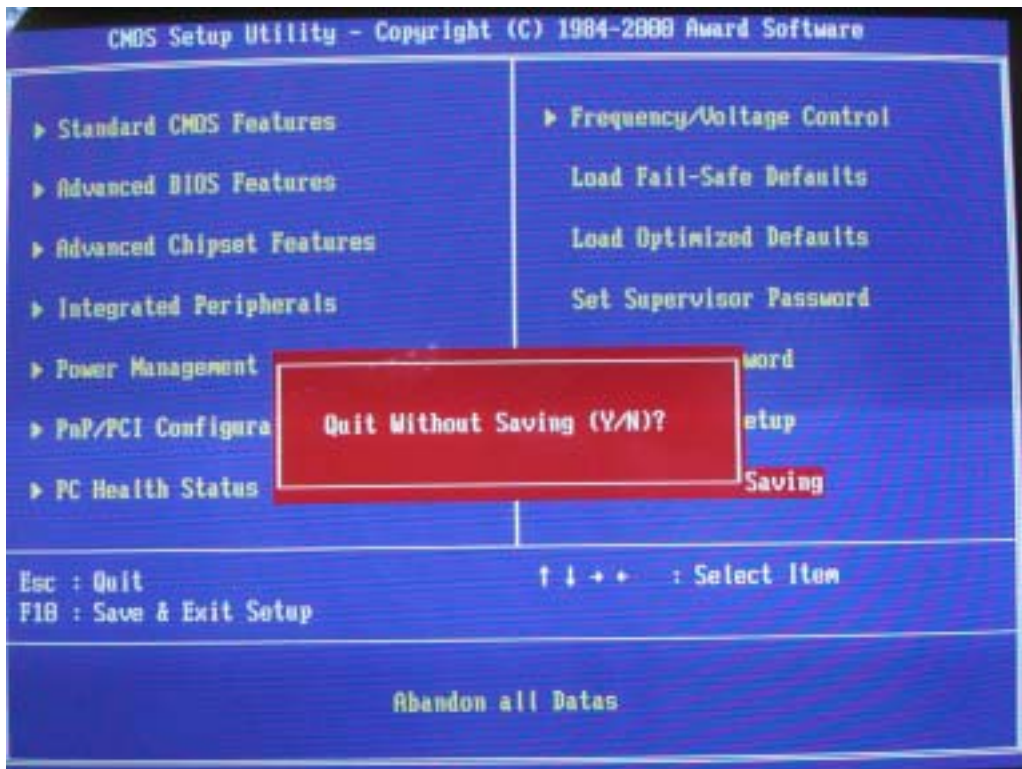 CMOS Setup Utility - Copyright (C) 1984-2000 Award Software
Standard CMOS Features
Advanced BIOS Features
Advanced Chipset Features
Integrated Peripherals
Power Management
PnP/PCI Configura
PC Health Status
Frequency/Voltage Control
Load Fail-Safe Defaults
Load Optimized Defaults
Set Supervisor Password
word
etup
Saving
Quit Without Saving (Y/N)?
Esc : Quit
F10 : Save & Exit Setup
↑ ↓ → ← : Select Item
Abandon all Datas